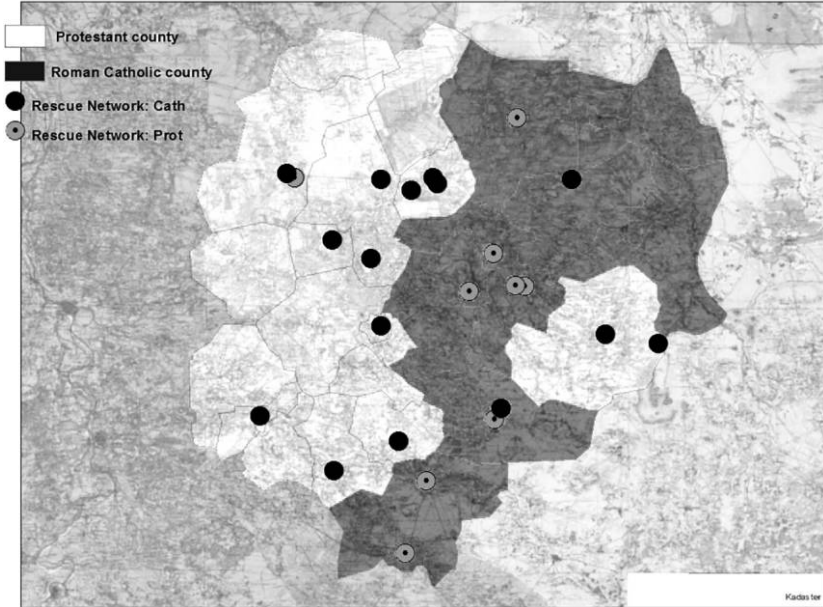 Protestant county
Roman Catholic county
Rescue Network: Cath
Rescue Network: Prot
Kadaster